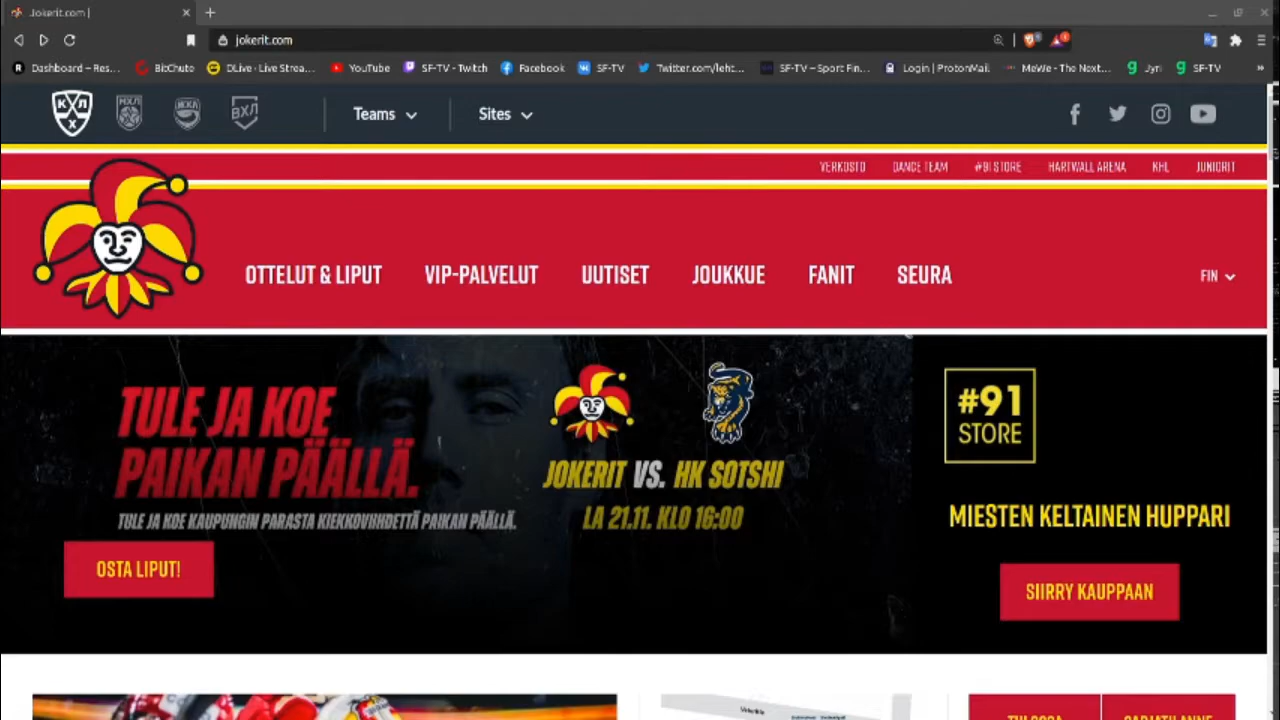 Jokerit.com |
jokerit.com
Dashboard – Res...
BitChute
DLive · Live Strea...
YouTube
SF-TV - Twitch
Facebook
SF-TV
Twitter.com/leht...
SF-TV – Sport Fin...
Login | ProtonMail
MeWe - The Next...
Jyri
SF-TV
»
КХЛ
МХЛ
ВХЛ
Teams
Sites
VERKOSTO
DANCE TEAM
#91 STORE
HARTWALL ARENA
KHL
JUNIORIT
OTTELUT & LIPUT
VIP-PALVELUT
UUTISET
JOUKKUE
FANIT
SEURA
FIN
TULE JA KOE
PAIKAN PÄÄLLÄ.
TULE JA KOE KAUPUNGIN PARASTA KIEKKOVIIHDETTÄ PAIKAN PÄÄLLÄ.
OSTA LIPUT!
JOKERIT VS. HK SOTSHI
LA 21.11. KLO 16:00
#91
STORE
MIESTEN KELTAINEN HUPPARI
SIIRRY KAUPPAAN